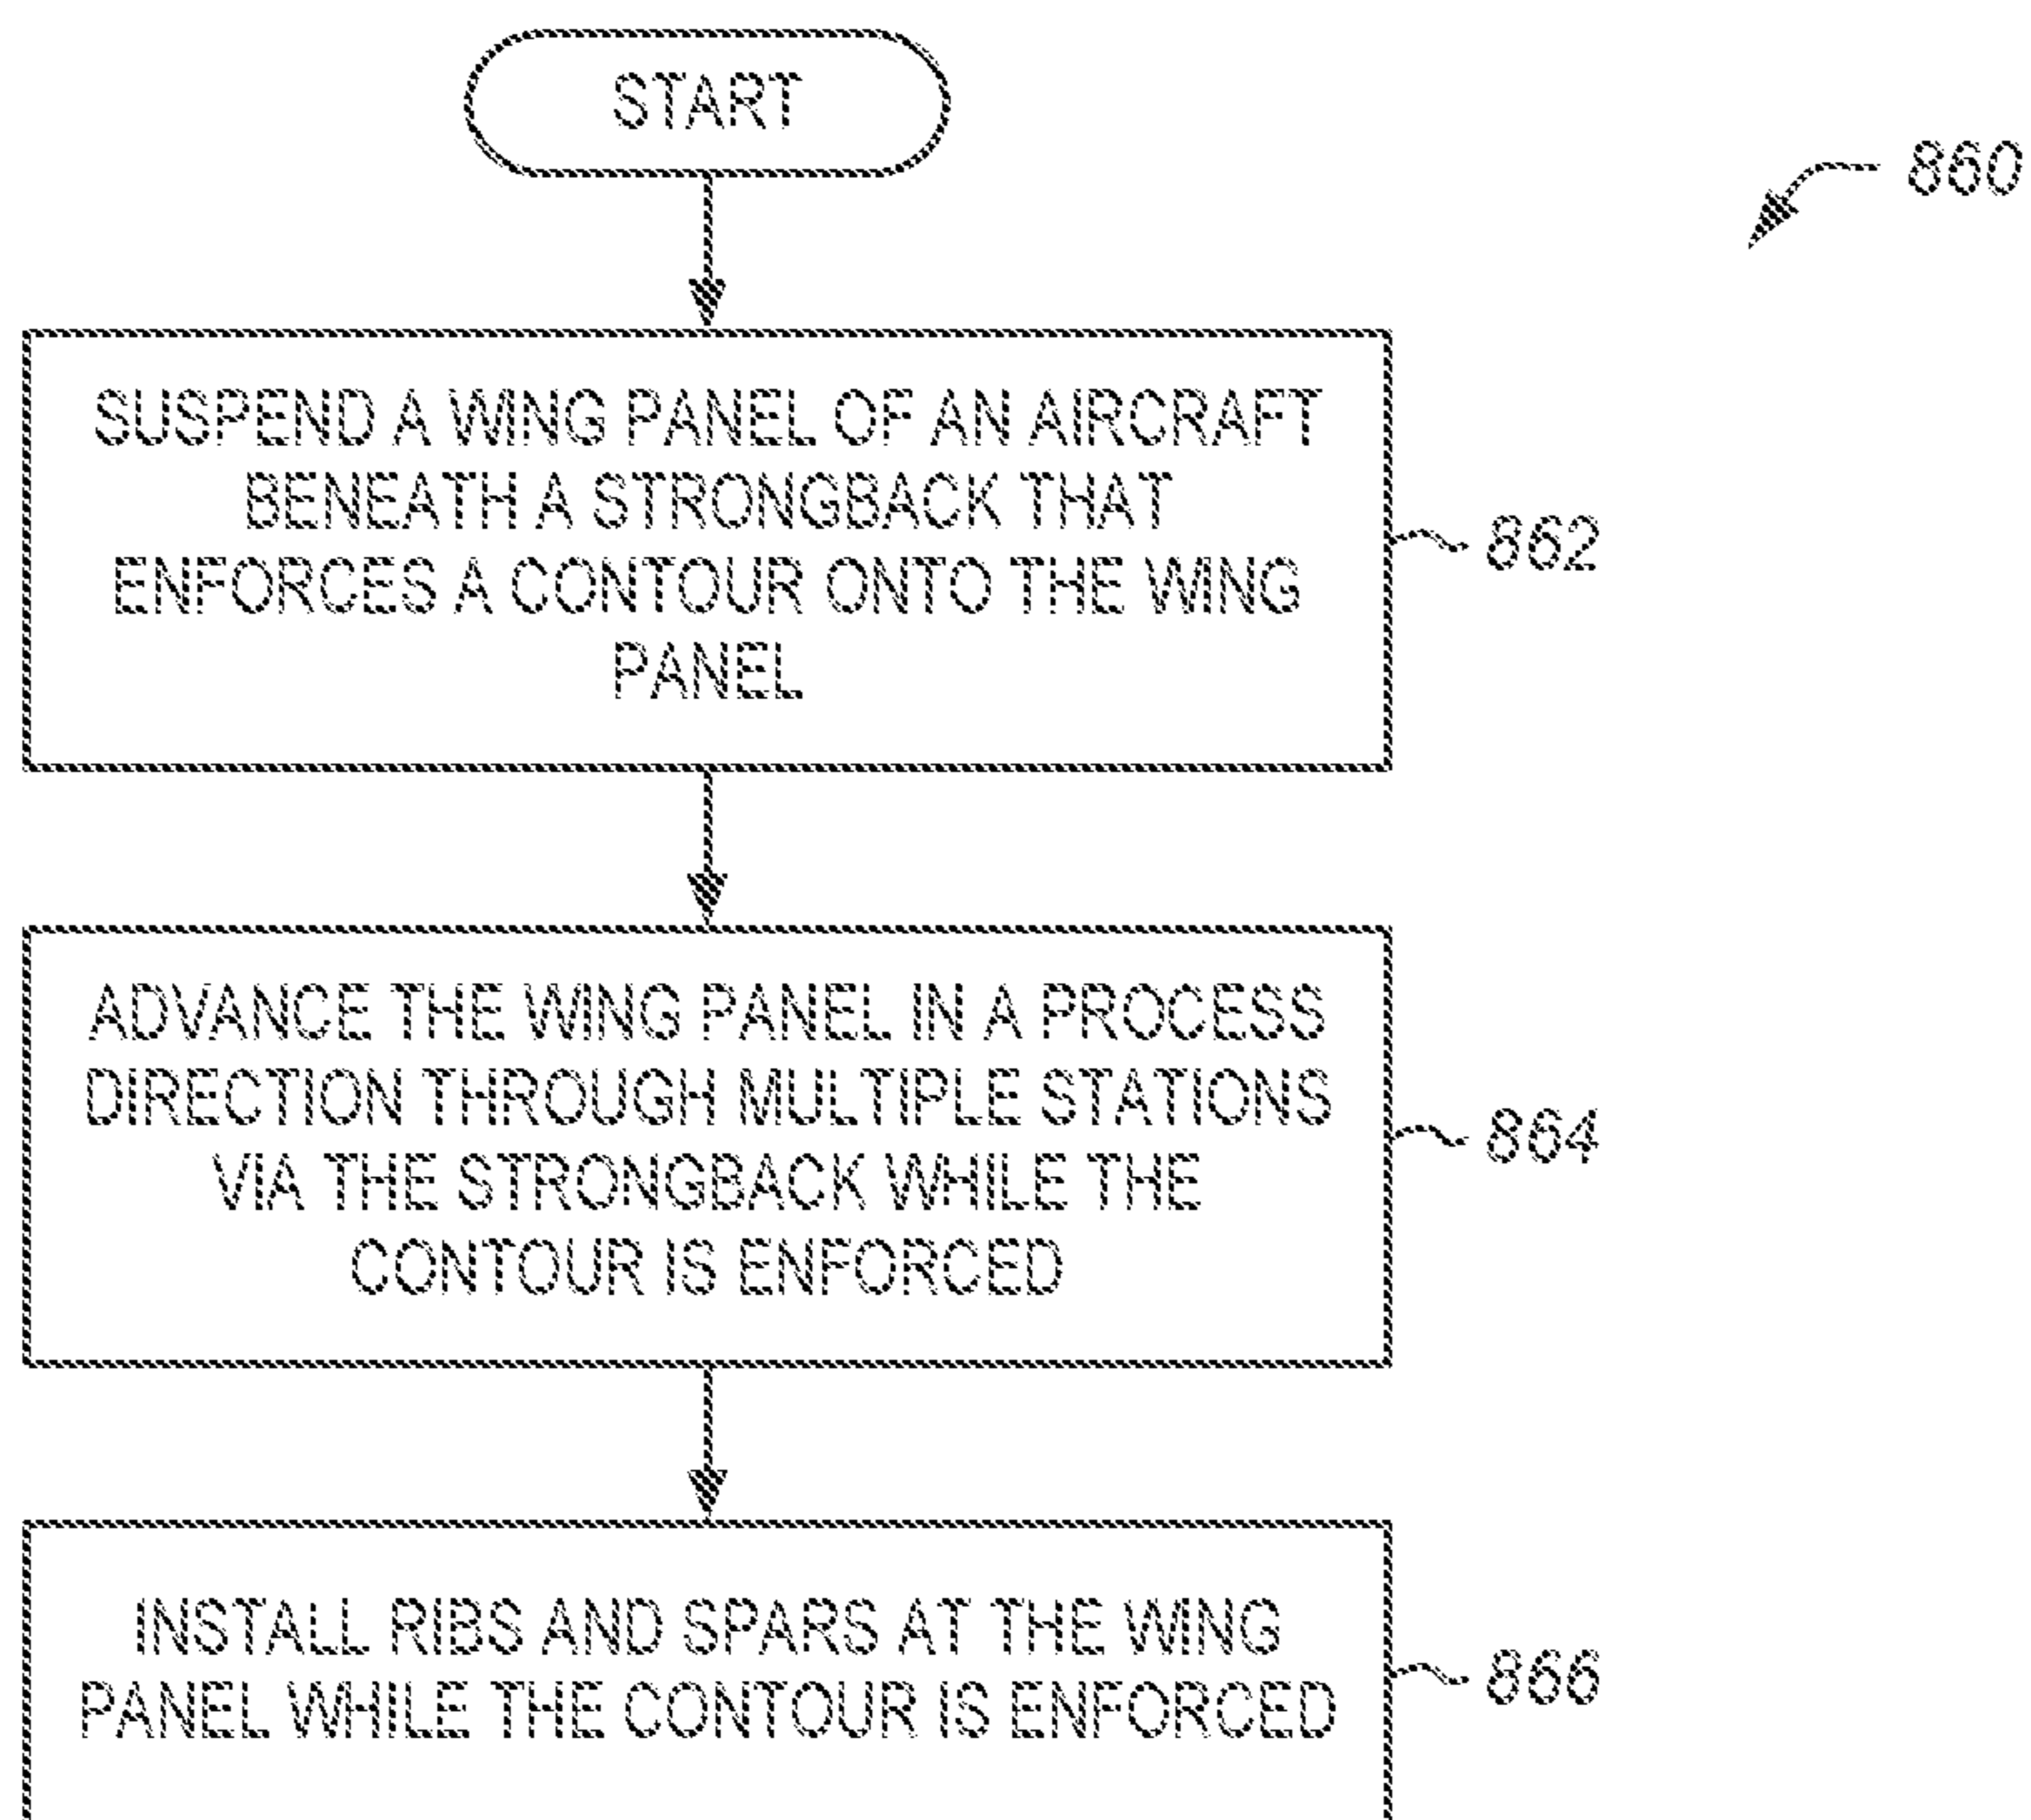 START
860
SUSPEND A WING PANEL OF AN AIRCRAFT
BENEATH A STRONGBACK THAT
ENFORCES A CONTOUR ONTO THE WING
PANEL
862
ADVANCE THE WING PANEL IN A PROCESS
DIRECTION THROUGH MULTIPLE STATIONS
VIA THE STRONGBACK WHILE THE
CONTOUR IS ENFORCED
864
INSTALL RIBS AND SPARS AT THE WING
PANEL WHILE THE CONTOUR IS ENFORCED
866